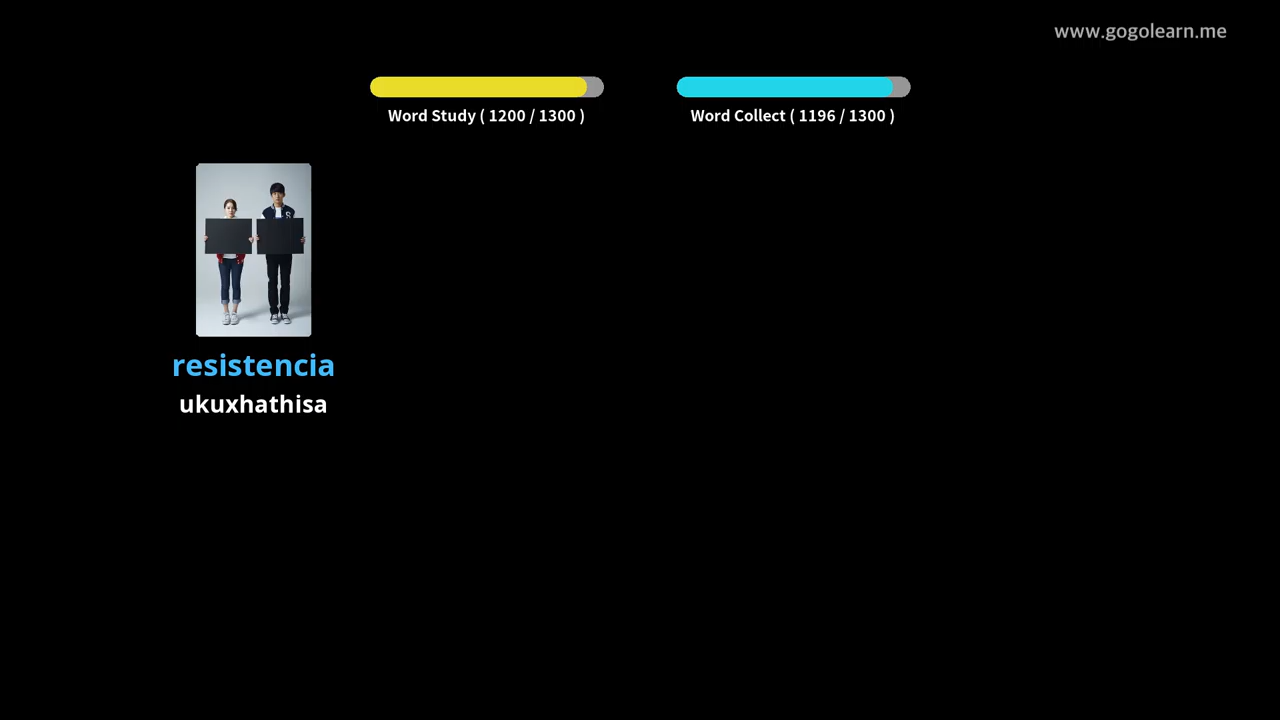 www.gogolearn.me
Word Study ( 1200 / 1300 )
Word Collect ( 1196 / 1300 )
S
resistencia
ukuxhathisa